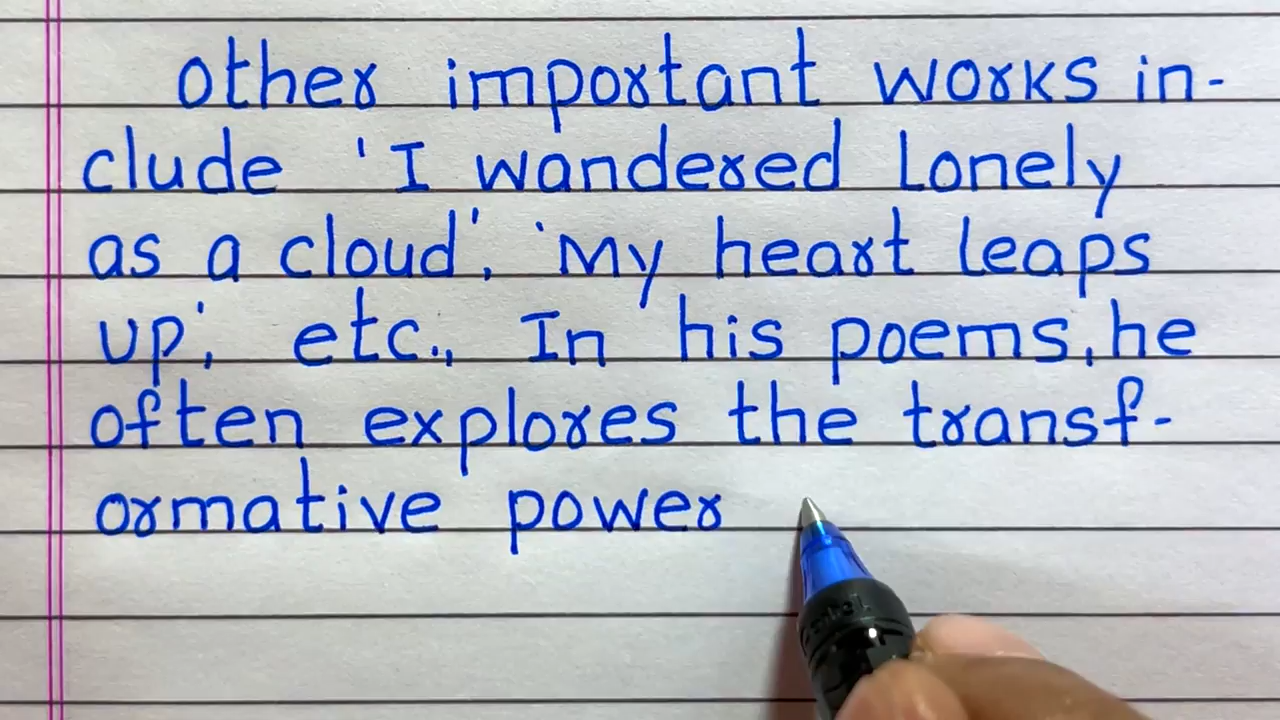 other important works in-
clude 'I wandered Lonely
as a cloud', 'My heart leaps
up', etc., In his poems, he
often explores the transf-
ormative power